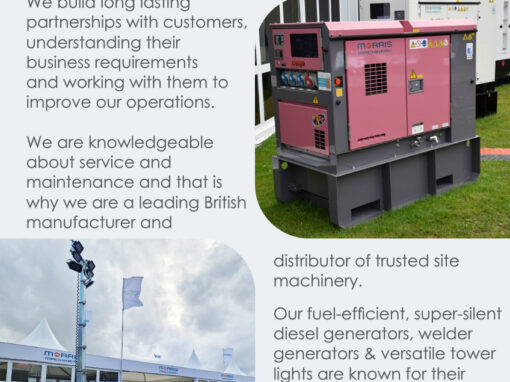 We build long lasting
partnerships with customers,
understanding their
business requirements
and working with them to
improve our operations.
We are knowledgeable
about service and
maintenance and that is
why we are a leading British
manufacturer and
distributor of trusted site
machinery.
Our fuel-efficient, super-silent
diesel generators, welder
generators & versatile tower
lights are known for their
MORRIS
MACHINERY
MORRIS
MACHINERY
MORRIS